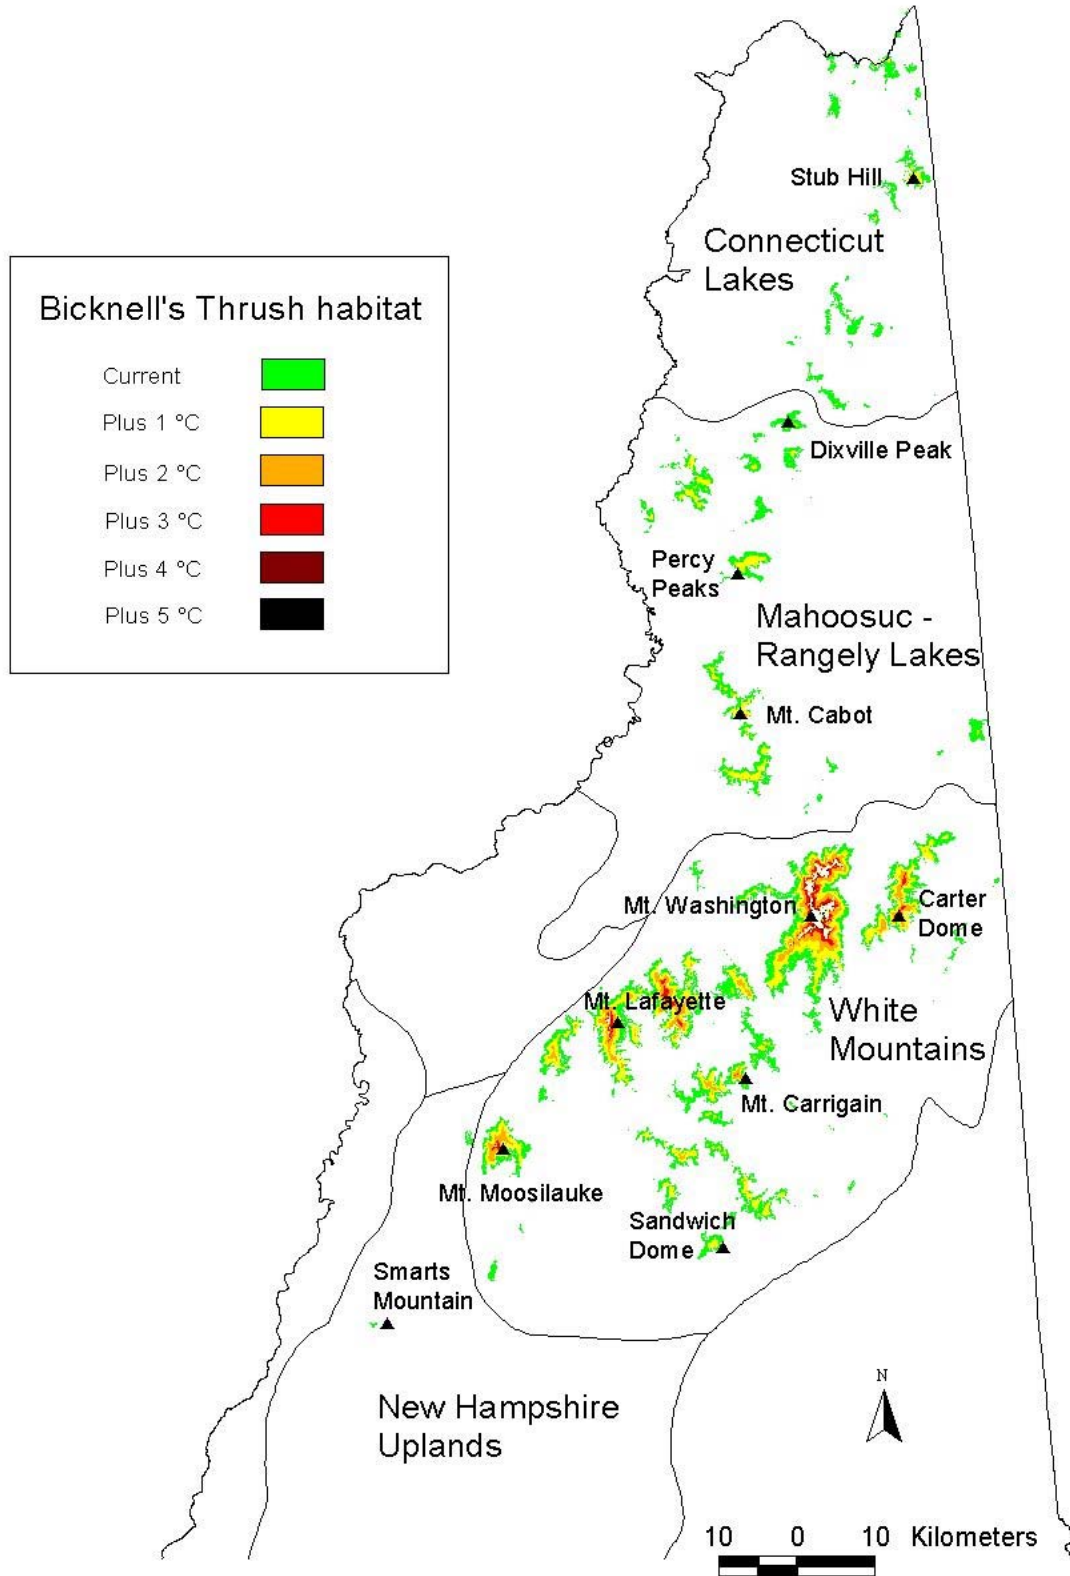 Stub Hill
Connecticut
Lakes
Bicknell's Thrush habitat
Current
Plus 1 °C
Plus 2 °C
Plus 3 °C
Plus 4 °C
Plus 5 °C
Dixville Peak
Percy
Peaks
Mahoosuc -
Rangely Lakes
Mt. Cabot
Mt. Washington
Carter
Dome
Mt. Lafayette
White
Mountains
Mt. Carrigain
Mt. Moosilauke
Sandwich
Dome
Smarts
Mountain
New Hampshire
Uplands
N
10 0 10 Kilometers